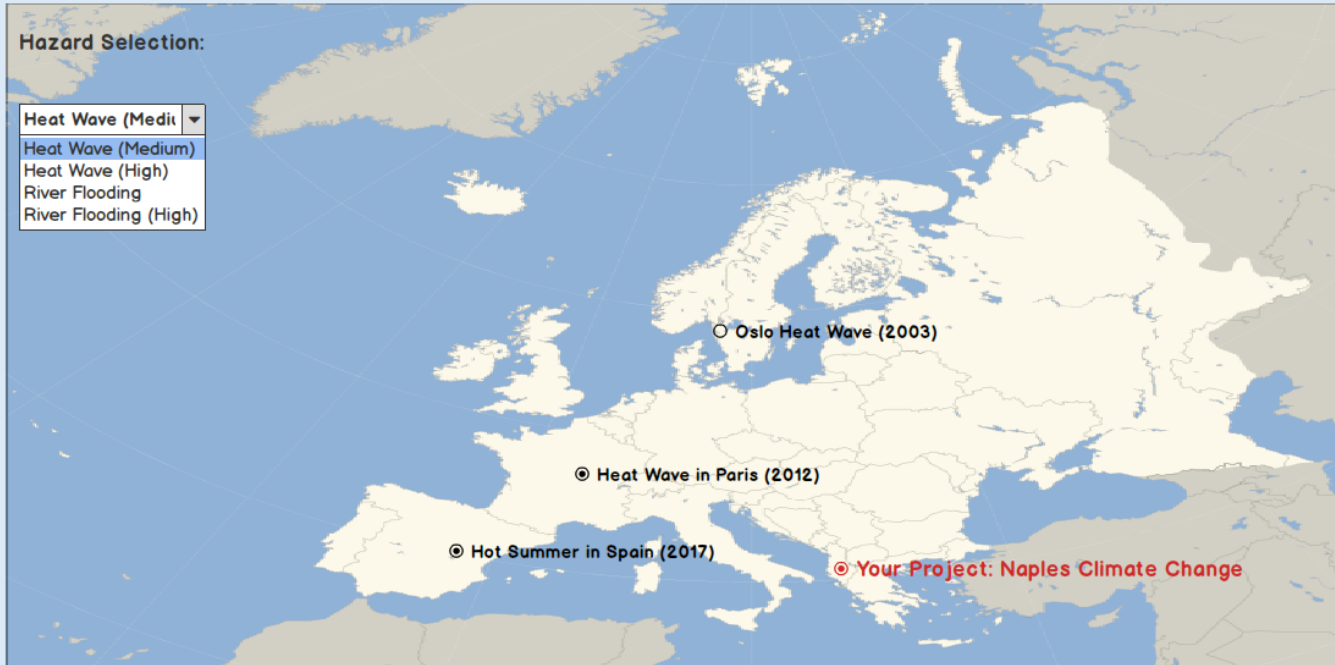 Hazard Selection:
Heat Wave (Mediu
Heat Wave (Medium)
Heat Wave (High)
River Flooding
River Flooding (High)
Oslo Heat Wave (2003)
Heat Wave in Paris (2012)
Hot Summer in Spain (2017)
Your Project: Naples Climate Change